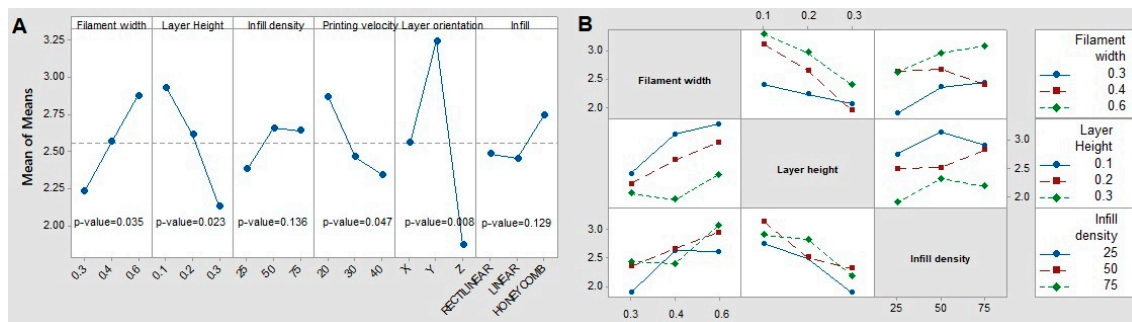 A
Filament width Layer Height Infill density Printing velocity Layer orientation Infill
Mean of Means
3.25
3.00
2.75
2.50
2.25
2.00
p-value=0.035 p-value=0.023 p-value=0.136 p-value=0.047 p-value=0.008 p-value=0.129
0.3 0.4 0.6 0.1 0.2 0.3 25 50 75 20 30 40 X Y Z RECTILINEAR LINEAR HONEYCOMB
B
0.1 0.2 0.3
3.0
2.5
2.0
Filament width
Filament
width
0.3
0.4
0.6
Layer height
3.0
2.5
2.0
Layer
Height
0.1
0.2
0.3
3.0
2.5
2.0
Infill density
Infill
density
25
50
75
0.3 0.4 0.6
25 50 75